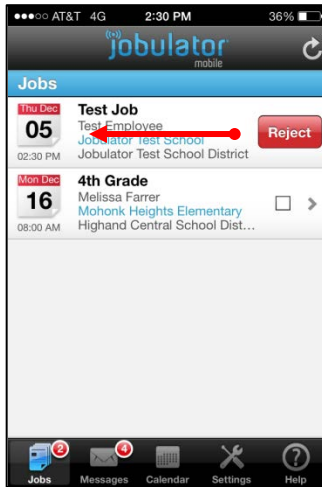 AT&T 4G 2:30 PM 36%
jobulator
mobile
Jobs
Thu Dec
05
02:30 PM
Test Job
Test Employee
Jobulator Test School
Jobulator Test School District
Reject
Mon Dec
16
08:00 AM
4th Grade
Melissa Farrer
Mohonk Heights Elementary
Highand Central School Dist...
2
4
Jobs Messages Calendar Settings Help